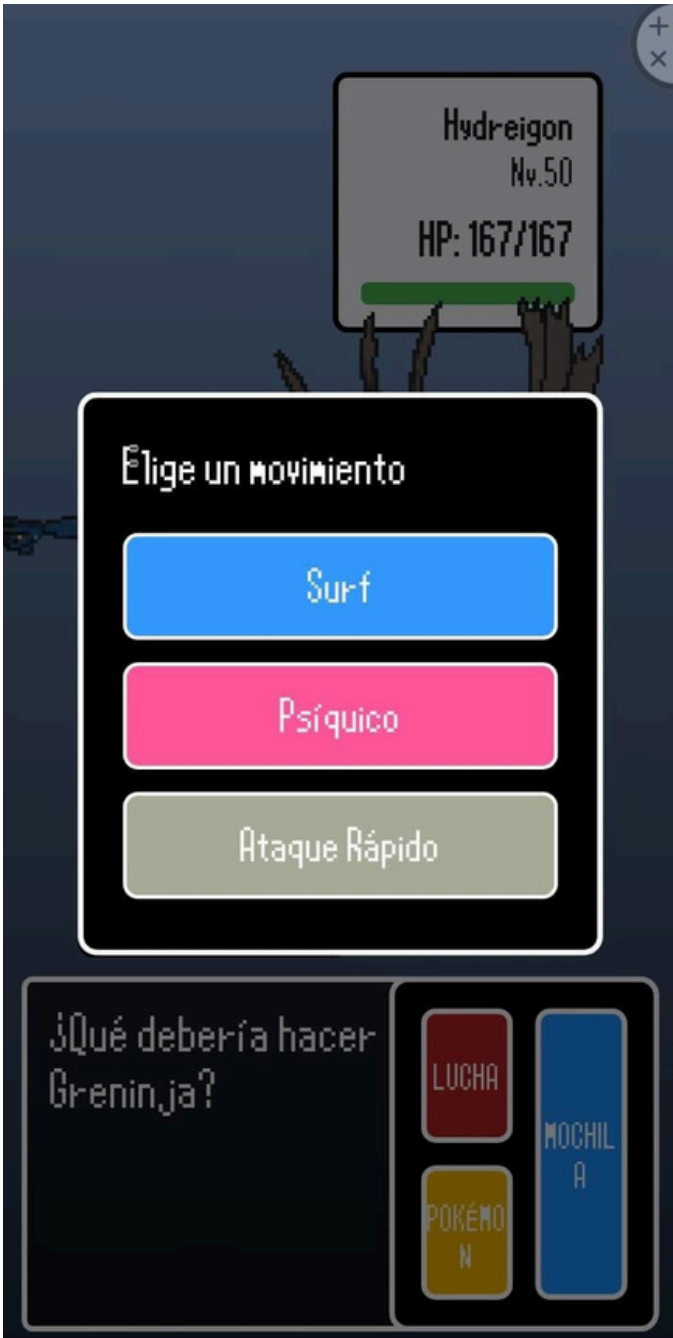 Hydreigon
Nv.50
HP: 167/167
Elige un movimiento
Surf
Psíquico
Ataque Rápido
¿Qué debería hacer
Greninja?
LUCHA
MOCHIL
A
POKÉMO
N